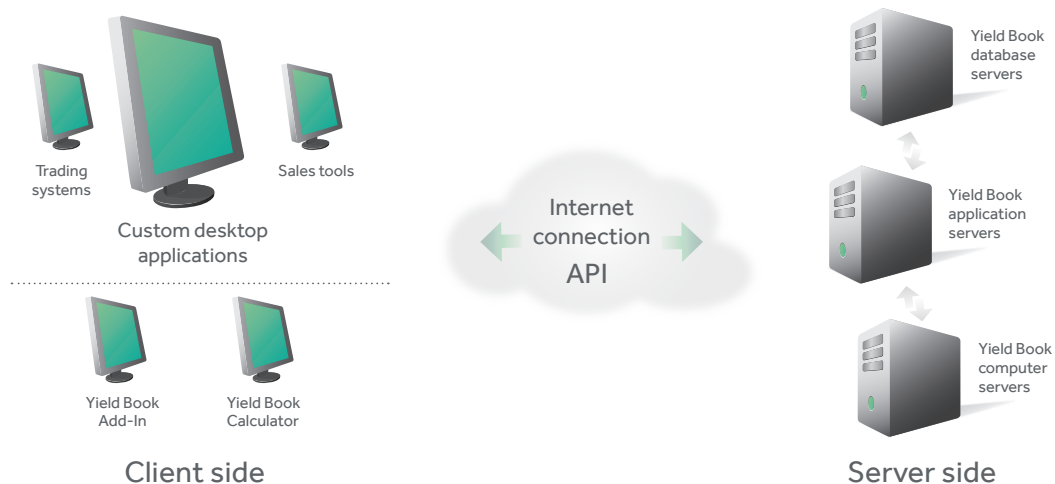 Trading
systems
Sales tools
Custom desktop
applications
Yield Book
Add-In
Yield Book
Calculator
Client side
Internet
connection
API
Yield Book
database
servers
Yield Book
application
servers
Yield Book
computer
servers
Server side